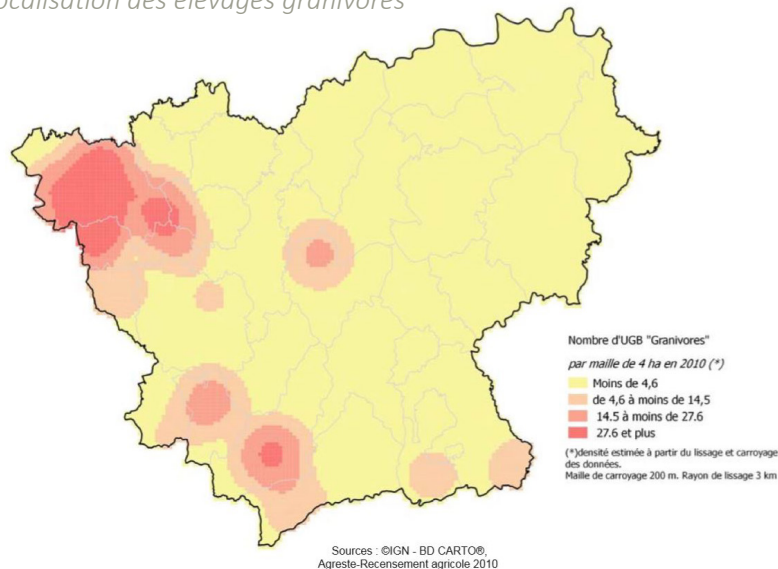 ocalisation des élevages granivores
Nombre d'UGB "Granivores"
par maille de 4 ha en 2010 (*)
Moins de 4,6
de 4,6 à moins de 14,5
14.5 à moins de 27.6
27.6 et plus
(*)densité estimée à partir du lissage et carroyage
des données.
Maille de carroyage 200 m. Rayon de lissage 3 km
Sources : ©IGN - BD CARTO®,
Agreste-Recensement agricole 2010